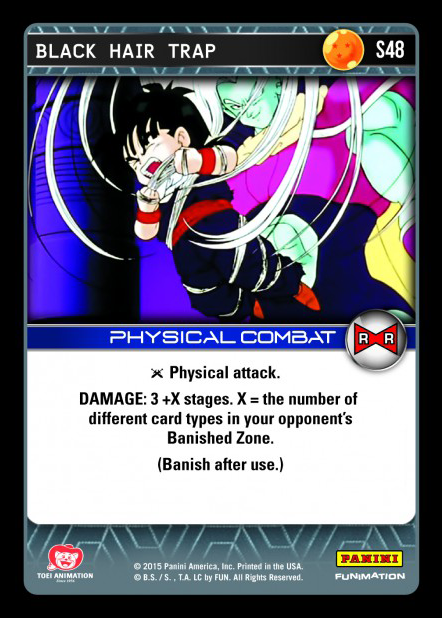 BLACK HAIR TRAP S48
PHYSICAL COMBAT R R
Physical attack.
DAMAGE: 3 +X stages. X = the number of
different card types in your opponent's
Banished Zone.
(Banish after use.)
TOEI ANIMATION
Since 1956
© 2015 Panini America, Inc. Printed in the USA.
© B.S. / S. , T.A. LC by FUN. All Rights Reserved.
PANINI
FUNIMATION